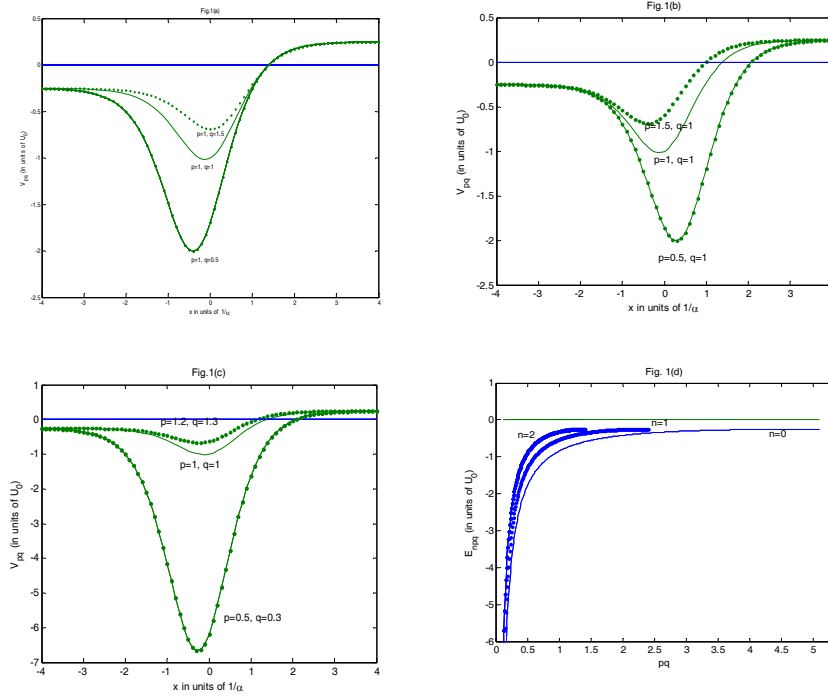 Fig.1(a)
0.5
0
-0.5
-1
-1.5
-2
-2.5
V_pq (in units of U_0)
p=1, q=1.5
p=1, q=1
p=1, q=0.5
-4 -3 -2 -1 0 1 2 3 4
x in units of 1/α
Fig.1(b)
0.5
0
-0.5
-1
-1.5
-2
-2.5
V_pq (in units of U_0)
p=1.5, q=1
p=1, q=1
p=0.5, q=1
-4 -3 -2 -1 0 1 2 3
x in units of 1/α
Fig.1(c)
1
0
-1
-2
-3
-4
-5
-6
-7
V_pq (in units of U_0)
p=1.2, q=1.3
p=1, q=1
p=0.5, q=0.3
-4 -3 -2 -1 0 1 2 3 4
x in units of 1/α
Fig. 1(d)
1
0
-1
-2
-3
-4
-5
-6
E_npq (in units of U_0)
n=2
n=1
n=0
0 0.5 1 1.5 2 2.5 3 3.5 4 4.5 5
pq